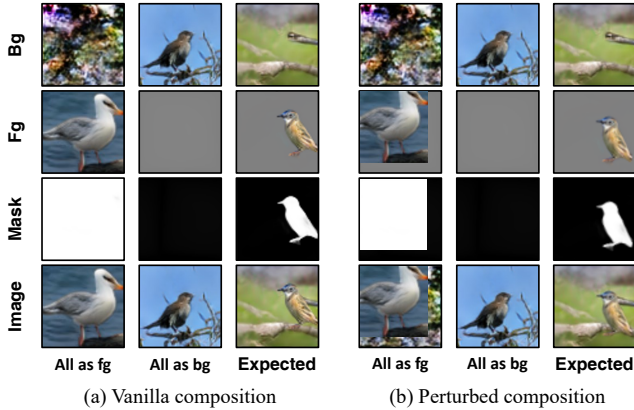 Bg
Fg
Mask
Image
All as fg All as bg Expected All as fg All as bg Expected
(a) Vanilla composition (b) Perturbed composition